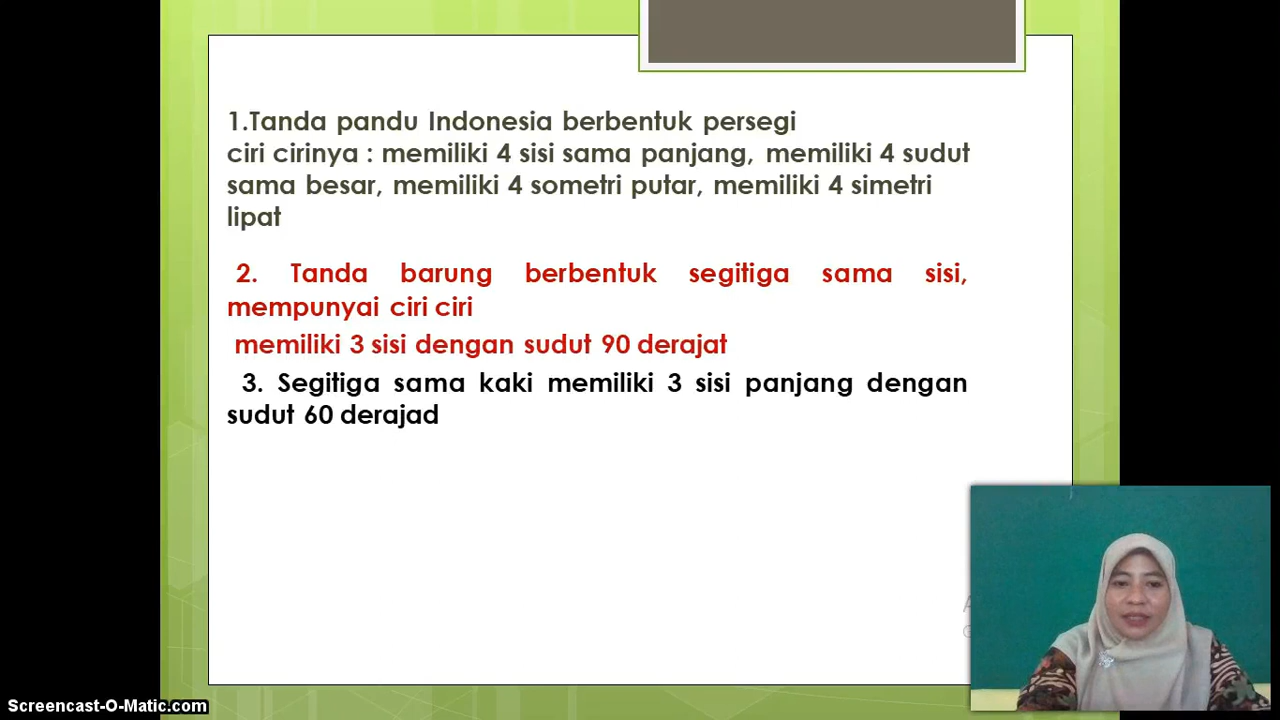 1.Tanda pandu Indonesia berbentuk persegi
ciri cirinya : memiliki 4 sisi sama panjang, memiliki 4 sudut
sama besar, memiliki 4 sometri putar, memiliki 4 simetri
lipat
2. Tanda barung berbentuk segitiga sama sisi,
mempunyai ciri ciri
memiliki 3 sisi dengan sudut 90 derajat
3. Segitiga sama kaki memiliki 3 sisi panjang dengan
sudut 60 derajad
Screencast-O-Matic.com